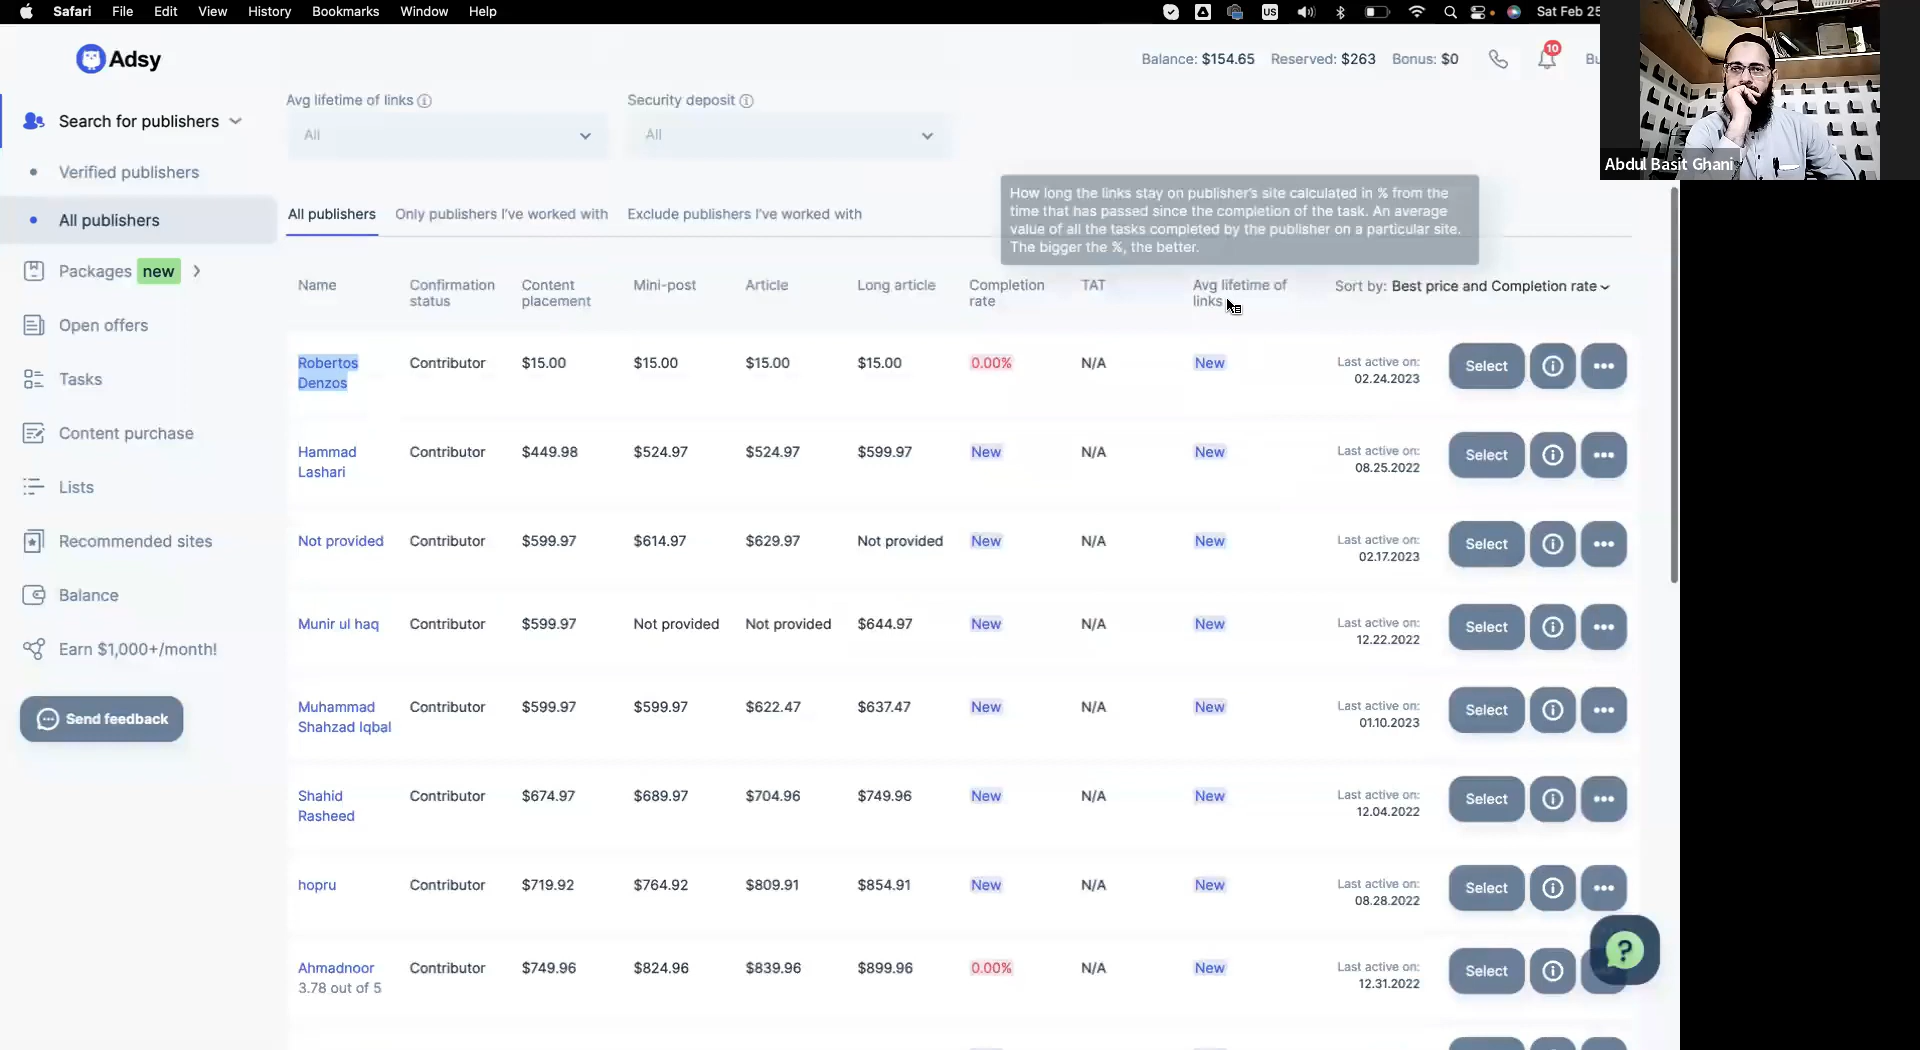 Safari File Edit View History Bookmarks Window Help US Sat Feb 25
Adsy
Balance: $154.65 Reserved: $263 Bonus: $0 10 Bu
Search for publishers
Verified publishers
All publishers
Packages new
Open offers
Tasks
Content purchase
Lists
Recommended sites
Balance
Earn $1,000+/month!
Send feedback
Avg lifetime of links Security deposit
All All
All publishers Only publishers I've worked with Exclude publishers I've worked with
How long the links stay on publisher's site calculated in % from the
time that has passed since the completion of the task. An average
value of all the tasks completed by the publisher on a particular site.
The bigger the %, the better.
Name Confirmation status Content placement Mini-post Article Long article Completion rate TAT Avg lifetime of links Sort by: Best price and Completion rate
Robertos Denzos Contributor $15.00 $15.00 $15.00 $15.00 0.00% N/A New Last active on: 02.24.2023 Select
Hammad Lashari Contributor $449.98 $524.97 $524.97 $599.97 New N/A New Last active on: 08.25.2022 Select
Not provided Contributor $599.97 $614.97 $629.97 Not provided New N/A New Last active on: 02.17.2023 Select
Munir ul haq Contributor $599.97 Not provided Not provided $644.97 New N/A New Last active on: 12.22.2022 Select
Muhammad Shahzad Iqbal Contributor $599.97 $599.97 $622.47 $637.47 New N/A New Last active on: 01.10.2023 Select
Shahid Rasheed Contributor $674.97 $689.97 $704.96 $749.96 New N/A New Last active on: 12.04.2022 Select
hopru Contributor $719.92 $764.92 $809.91 $854.91 New N/A New Last active on: 08.28.2022 Select
Ahmadnoor 3.78 out of 5 Contributor $749.96 $824.96 $839.96 $899.96 0.00% N/A New Last active on: 12.31.2022 Select
Abdul Basit Ghani